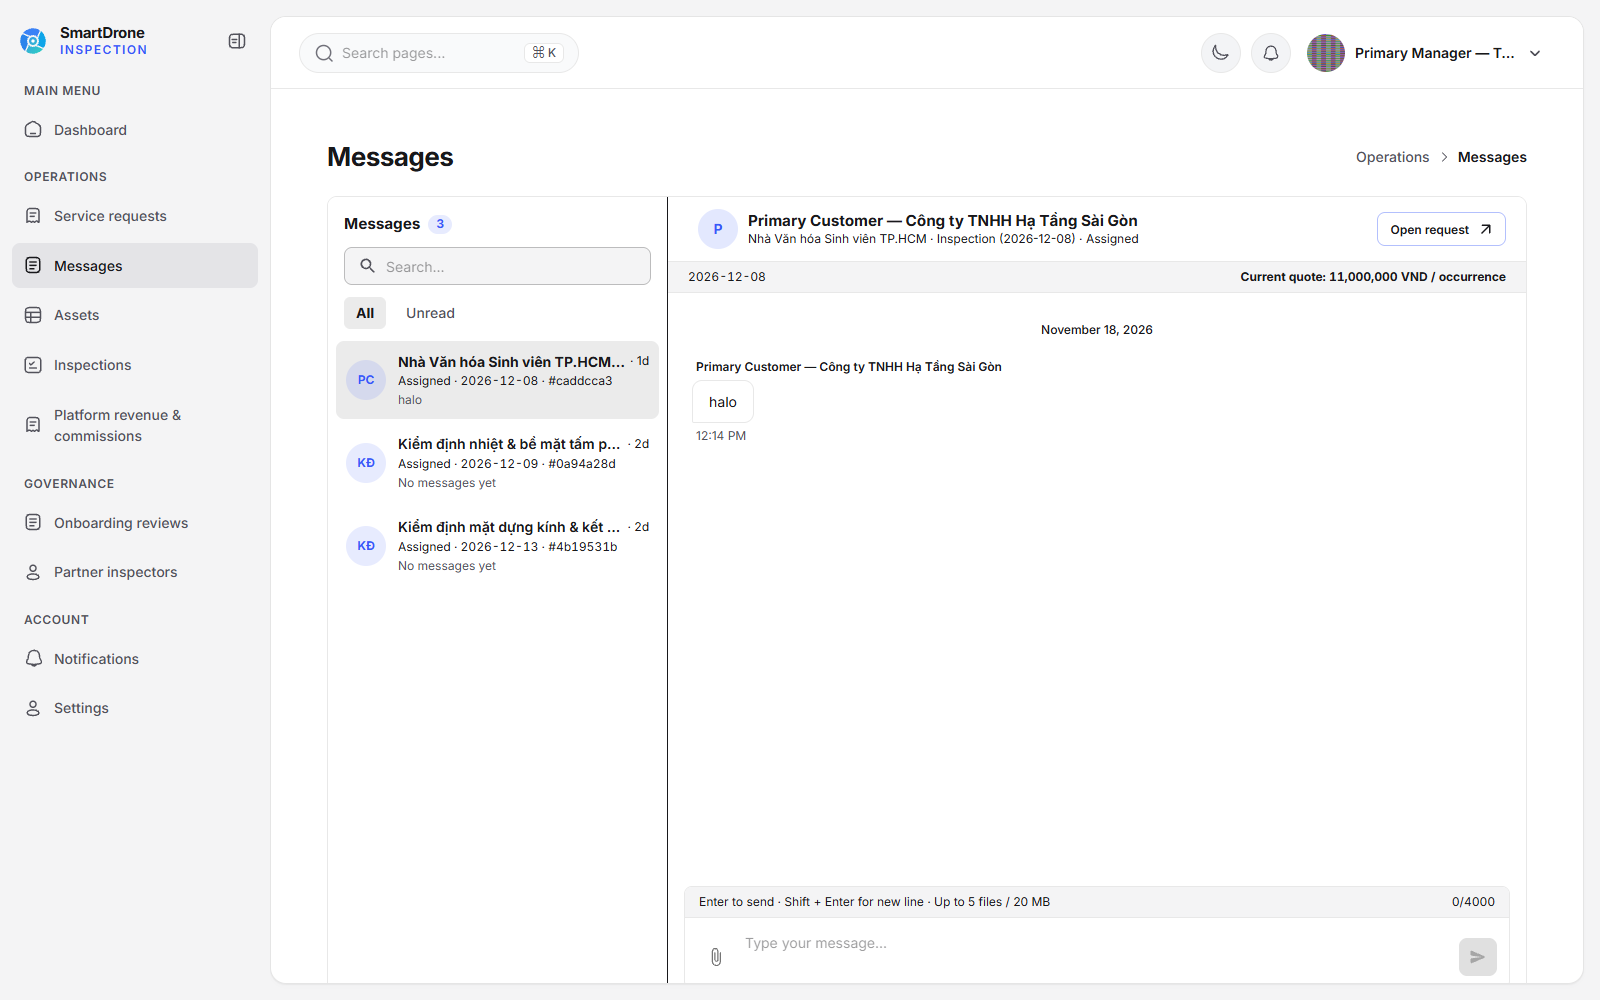 SmartDrone
INSPECTION
MAIN MENU
Dashboard
OPERATIONS
Service requests
Messages
Assets
Inspections
Platform revenue &
commissions
GOVERNANCE
Onboarding reviews
Partner inspectors
ACCOUNT
Notifications
Settings
Search pages...
⌘ K
Primary Manager — T...
Messages
Operations > Messages
Messages 3
Search...
All Unread
PC
Nhà Văn hóa Sinh viên TP.HCM... · 1d
Assigned · 2026-12-08 · #caddcca3
halo
KĐ
Kiểm định nhiệt & bề mặt tấm p... · 2d
Assigned · 2026-12-09 · #0a94a28d
No messages yet
KĐ
Kiểm định mặt dựng kính & kết ... · 2d
Assigned · 2026-12-13 · #4b19531b
No messages yet
P
Primary Customer — Công ty TNHH Hạ Tầng Sài Gòn
Nhà Văn hóa Sinh viên TP.HCM · Inspection (2026-12-08) · Assigned
Open request
2026-12-08
Current quote: 11,000,000 VND / occurrence
November 18, 2026
Primary Customer — Công ty TNHH Hạ Tầng Sài Gòn
halo
12:14 PM
Enter to send · Shift + Enter for new line · Up to 5 files / 20 MB
0/4000
Type your message...